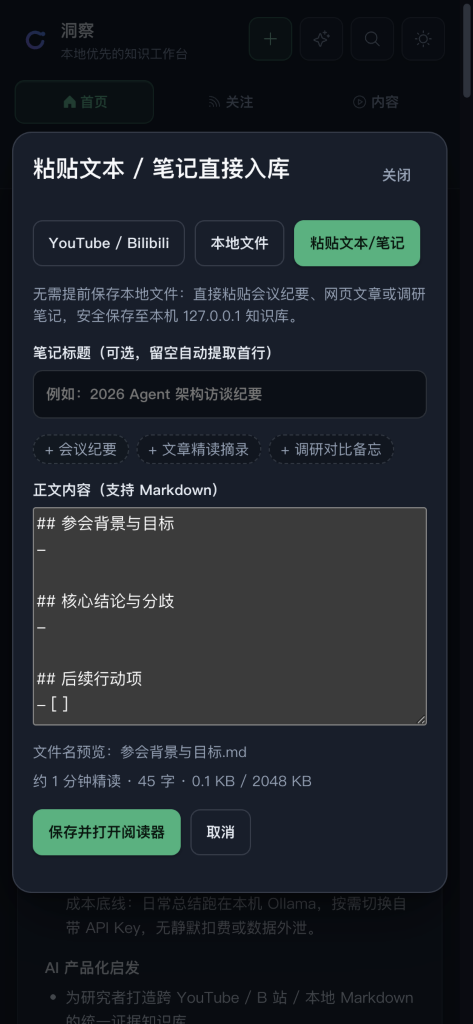 洞察
本地优先的知识工作台
首页
关注
内容
粘贴文本 / 笔记直接入库
关闭
YouTube / Bilibili
本地文件
粘贴文本/笔记
无需提前保存本地文件：直接粘贴会议纪要、网页文章或调研
笔记，安全保存至本机 127.0.0.1 知识库。
笔记标题（可选，留空自动提取首行）
例如：2026 Agent 架构访谈纪要
+ 会议纪要
+ 文章精读摘录
+ 调研对比备忘
正文内容（支持 Markdown）
## 参会背景与目标
-
## 核心结论与分歧
-
## 后续行动项
- [ ]
文件名预览：参会背景与目标.md
约 1 分钟精读 · 45 字 · 0.1 KB / 2048 KB
保存并打开阅读器
取消
成本底线：日常总结跑在本机 Ollama，按需切换自
带 API Key，无静默扣费或数据外泄。
AI 产品化启发
• 为研究者打造跨 YouTube / B 站 / 本地 Markdown
的统一证据知识库